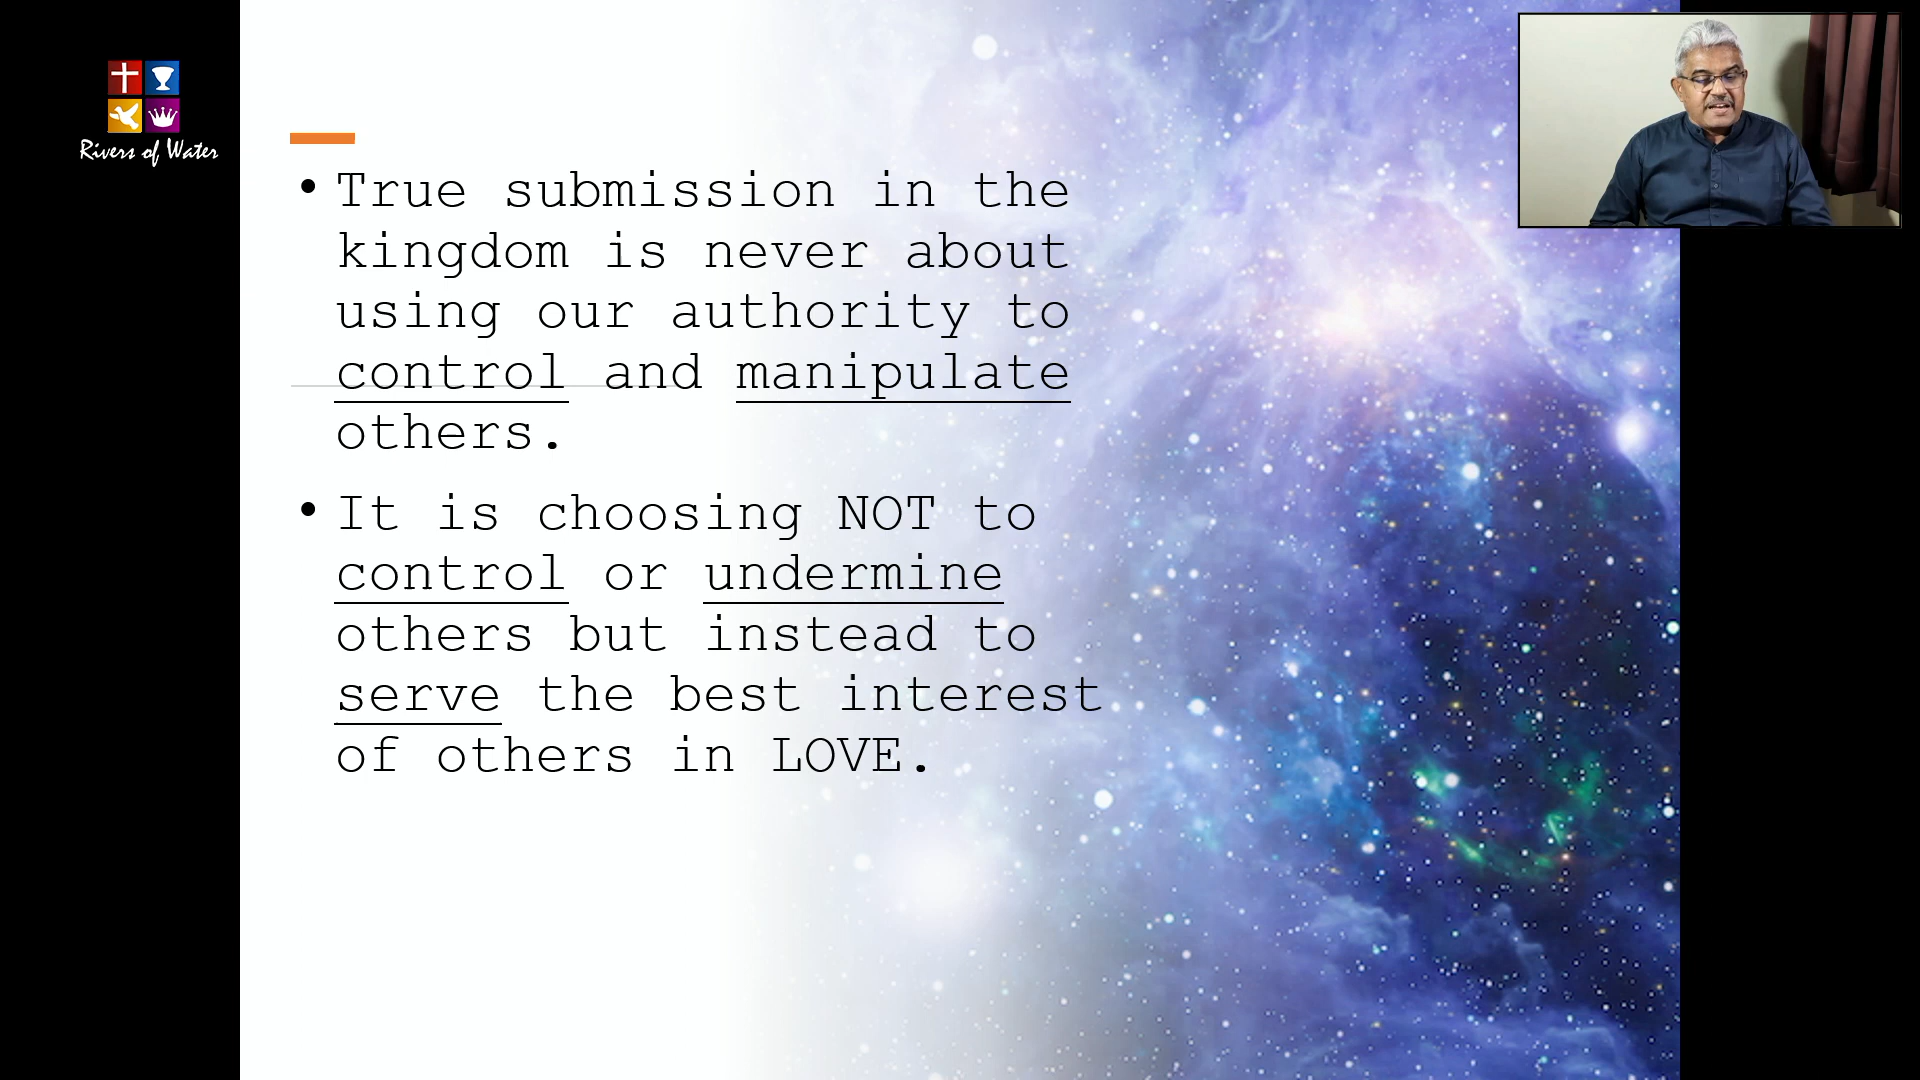 Rivers of Water
• True submission in the
kingdom is never about
using our authority to
control and manipulate
others.
• It is choosing NOT to
control or undermine
others but instead to
serve the best interest
of others in LOVE.